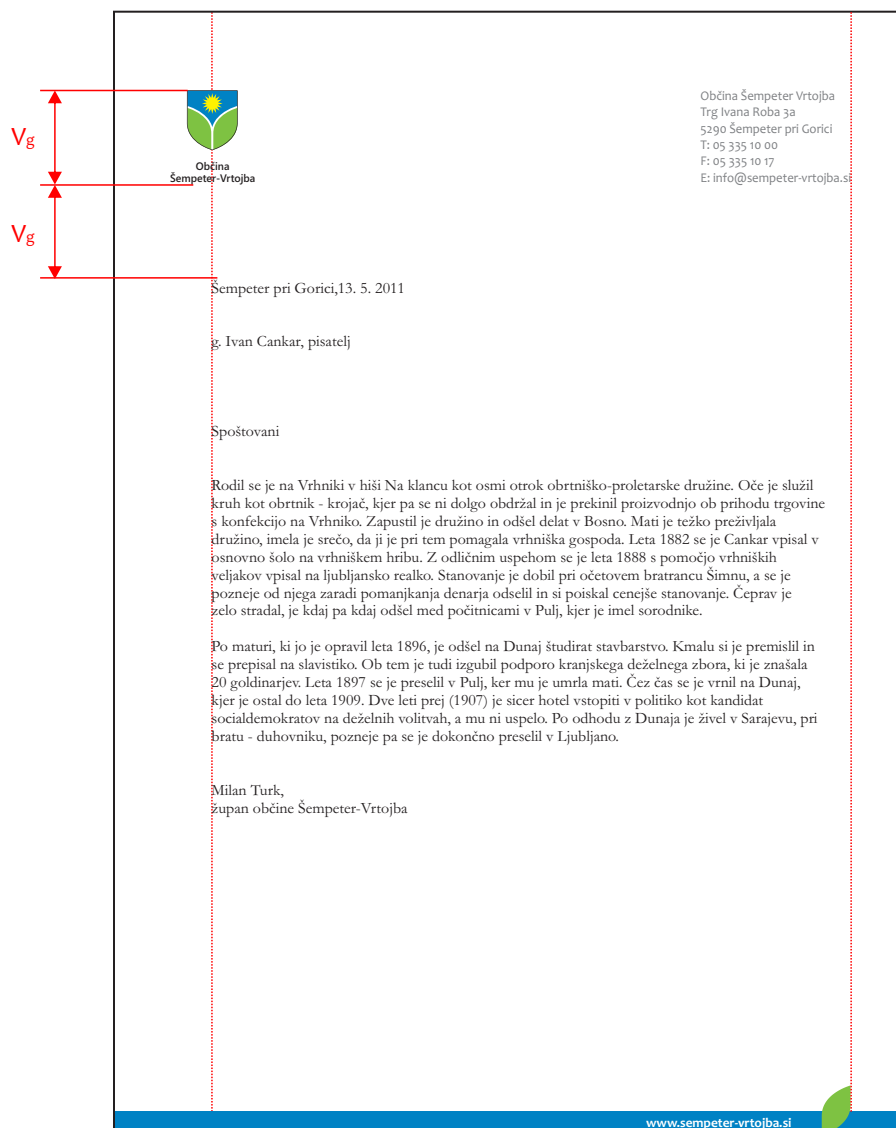 Vg
Vg
Občina
Šempeter-Vrtojba
Občina Šempeter Vrtojba
Trg Ivana Roba 3a
5290 Šempeter pri Gorici
T: 05 335 10 00
F: 05 335 10 17
E: info@sempeter-vrtojba.si
Šempeter pri Gorici,13. 5. 2011
g. Ivan Cankar, pisatelj
Spoštovani
Rodil se je na Vrhniki v hiši Na klancu kot osmi otrok obrtniško-proletarske družine. Oče je služil
kruh kot obrtnik - krojač, kjer pa se ni dolgo obdržal in je prekinil proizvodnjo ob prihodu trgovine
s konfekcijo na Vrhniko. Zapustil je družino in odšel delat v Bosno. Mati je težko preživljala
družino, imela je srečo, da ji je pri tem pomagala vrhniška gospoda. Leta 1882 se je Cankar vpisal v
osnovno šolo na vrhniškem hribu. Z odličnim uspehom se je leta 1888 s pomočjo vrhniških
veljakov vpisal na ljubljansko realko. Stanovanje je dobil pri očetovem bratrancu Šimnu, a se je
pozneje od njega zaradi pomanjkanja denarja odselil in si poiskal cenejše stanovanje. Čeprav je
zelo stradal, je kdaj pa kdaj odšel med počitnicami v Pulj, kjer je imel sorodnike.
Po maturi, ki jo je opravil leta 1896, je odšel na Dunaj študirat stavbarstvo. Kmalu si je premislil in
se prepisal na slavistiko. Ob tem je tudi izgubil podporo kranjskega deželnega zbora, ki je znašala
20 goldinarjev. Leta 1897 se je preselil v Pulj, ker mu je umrla mati. Čez čas se je vrnil na Dunaj,
kjer je ostal do leta 1909. Dve leti prej (1907) je sicer hotel vstopiti v politiko kot kandidat
socialdemokratov na deželnih volitvah, a mu ni uspelo. Po odhodu z Dunaja je živel v Sarajevu, pri
bratu - duhovniku, pozneje pa se je dokončno preselil v Ljubljano.
Milan Turk,
župan občine Šempeter-Vrtojba
www.sempeter-vrtojba.si